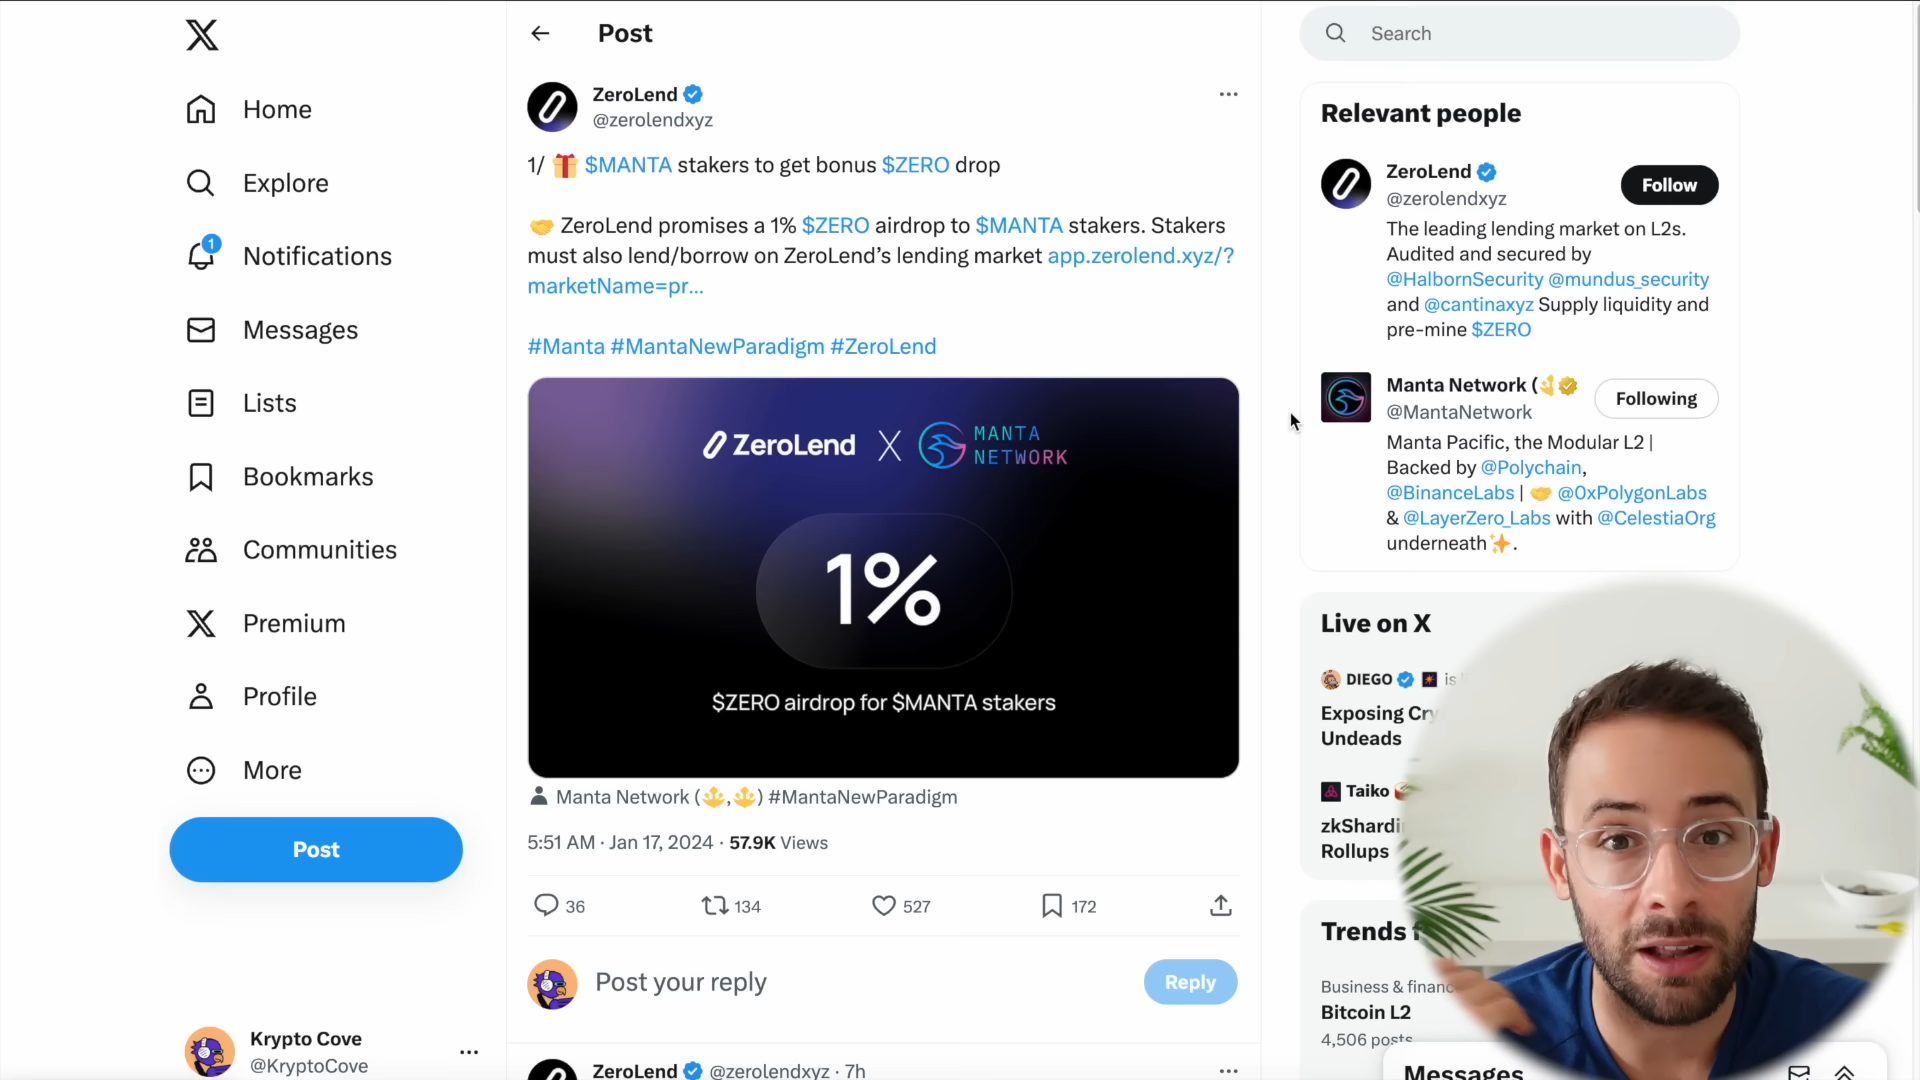 Home
Explore
1
Notifications
Messages
Lists
Bookmarks
Communities
Premium
Profile
More
Post
Krypto Cove
@KryptoCove
Post
ZeroLend
@zerolendxyz
1/ 🎁 $MANTA stakers to get bonus $ZERO drop
🤝 ZeroLend promises a 1% $ZERO airdrop to $MANTA stakers. Stakers
must also lend/borrow on ZeroLend’s lending market app.zerolend.xyz/?
marketName=pr...
#Manta #MantaNewParadigm #ZeroLend
ZeroLend X MANTA
NETWORK
1%
$ZERO airdrop for $MANTA stakers
Manta Network (🔱,🔱) #MantaNewParadigm
5:51 AM · Jan 17, 2024 · 57.9K Views
36 134 527 172
Post your reply
Reply
ZeroLend @zerolendxyz · 7h
Search
Relevant people
ZeroLend
@zerolendxyz
Follow
The leading lending market on L2s.
Audited and secured by
@HalbornSecurity @mundus_security
and @cantinaxyz Supply liquidity and
pre-mine $ZERO
Manta Network (🔱
@MantaNetwork
Following
Manta Pacific, the Modular L2 |
Backed by @Polychain,
@BinanceLabs | 🤝 @0xPolygonLabs
& @LayerZero_Labs with @CelestiaOrg
underneath✨.
Live on X
DIEGO is
Exposing
Undeads
Taiko
Rollups
Trends
Business &
Bitcoin L2
4,506 posts
Messages